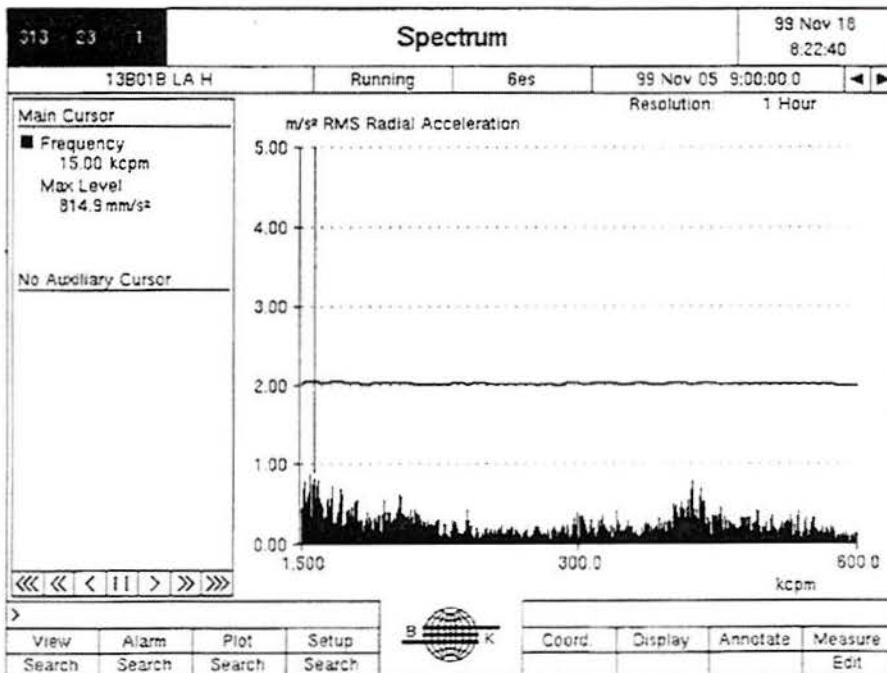 013 - 23 1
Spectrum
99 Nov 18
8:22:40
13B01B LA H
Running
6es
99 Nov 05 9:00:00.0
Resolution: 1 Hour
Main Cursor
Frequency
15.00 kcpm
Max Level
814.9 mm/s²
No Auxiliary Cursor
m/s² RMS Radial Acceleration
5.00
4.00
3.00
2.00
1.00
0.00
1.500
300.0
600.0
kcpm
>
View Alarm Plot Setup
Search Search Search Search
B K
Coord. Display Annotate Measure
Edit